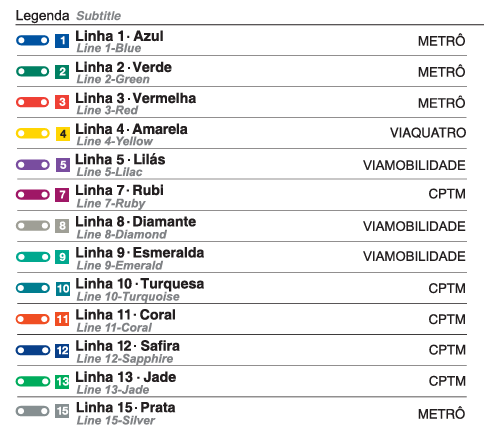 Legenda Subtitle
1 Linha 1 · Azul METRÔ
Line 1-Blue
2 Linha 2 · Verde METRÔ
Line 2-Green
3 Linha 3 · Vermelha METRÔ
Line 3-Red
4 Linha 4 · Amarela VIAQUATRO
Line 4-Yellow
5 Linha 5 · Lilás VIAMOBILIDADE
Line 5-Lilac
7 Linha 7 · Rubi CPTM
Line 7-Ruby
8 Linha 8 · Diamante VIAMOBILIDADE
Line 8-Diamond
9 Linha 9 · Esmeralda VIAMOBILIDADE
Line 9-Emerald
10 Linha 10 · Turquesa CPTM
Line 10-Turquoise
11 Linha 11 · Coral CPTM
Line 11-Coral
12 Linha 12 · Safira CPTM
Line 12-Sapphire
13 Linha 13 · Jade CPTM
Line 13-Jade
15 Linha 15 · Prata METRÔ
Line 15-Silver